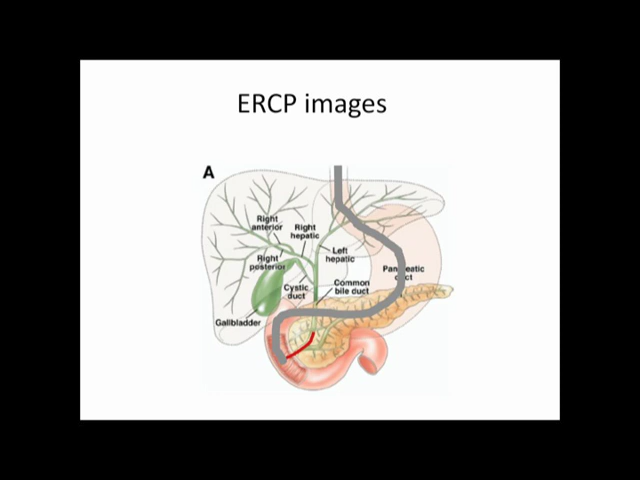 ERCP images
A
Right
anterior
Right
hepatic
Left
hepatic
Right
posterior
Pancreatic
duct
Cystic
duct
Common
bile duct
Gallbladder